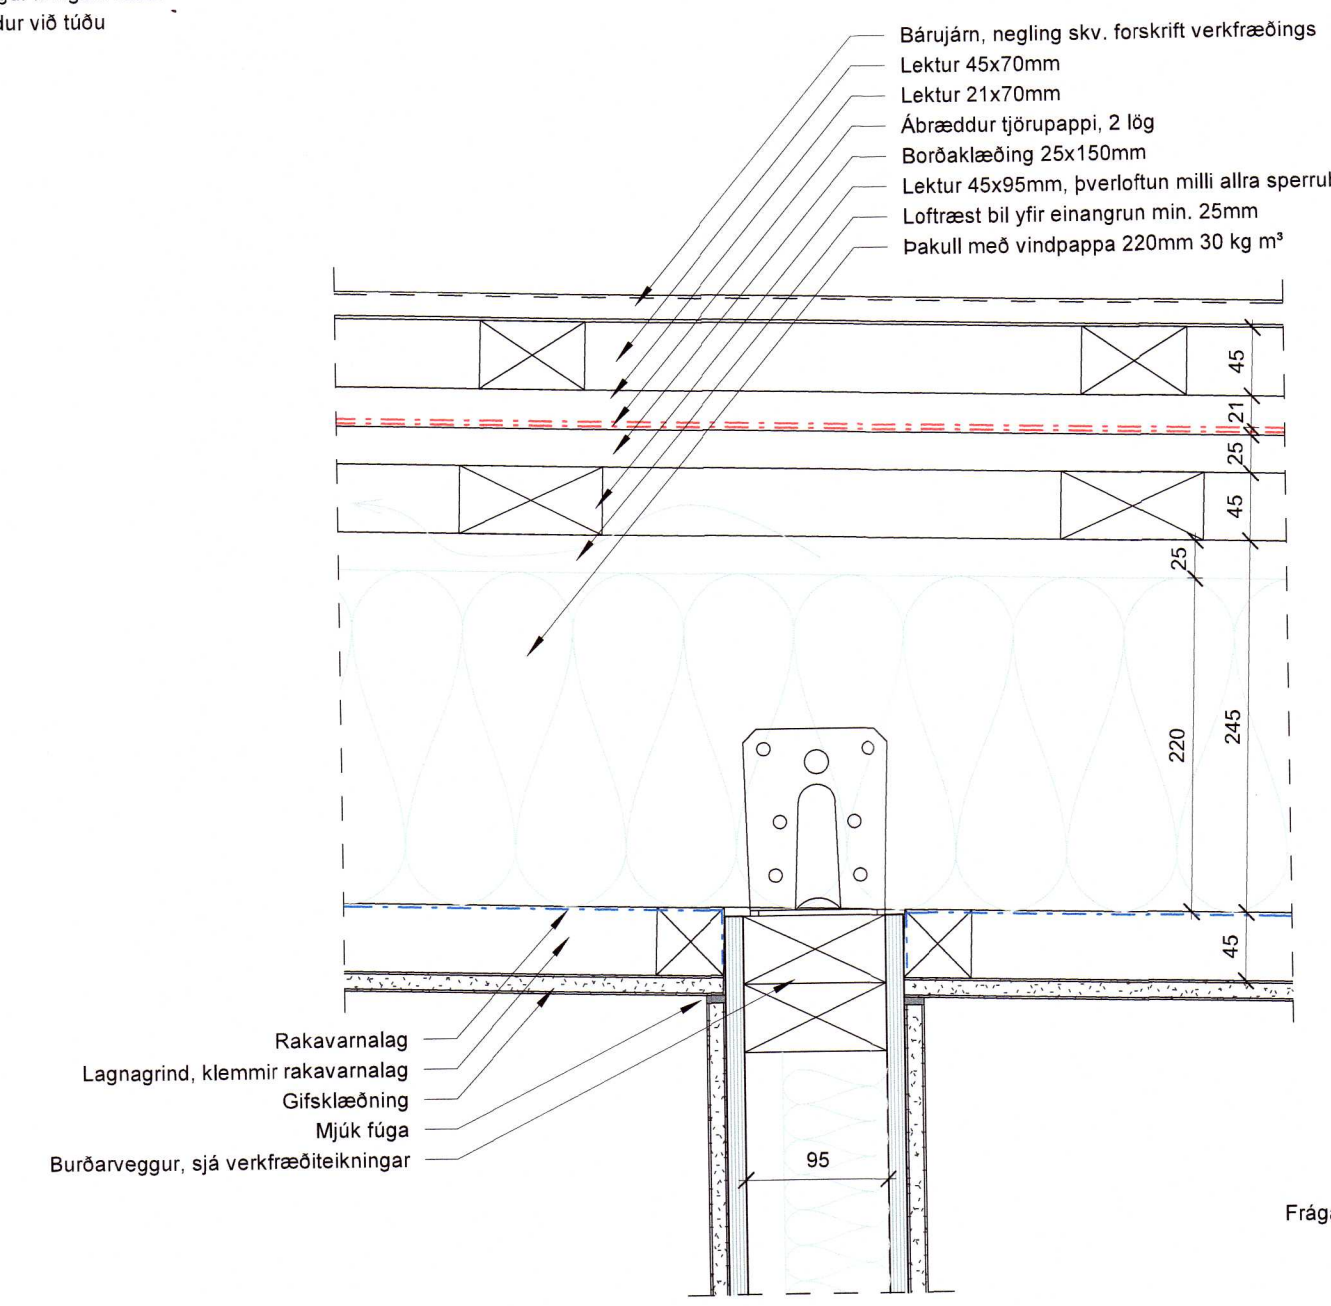 dur við túðu
Bárujárn, negling skv. forskrift verkfræðings
Lektur 45x70mm
Lektur 21x70mm
Ábræddur tjörupappi, 2 lög
Borðaklæðing 25x150mm
Lektur 45x95mm, þverloftun milli allra
Loftræst bil yfir einangrun min. 25mm
Þakull með vindpappa 220mm 30 kg m³
45
21
25
45
25
220
245
45
Rakavarnalag
Lagnagrind, klemmir rakavarnalag
Gifsklæðning
Mjúk fúga
Burðarveggur, sjá verkfræðiteikningar
95